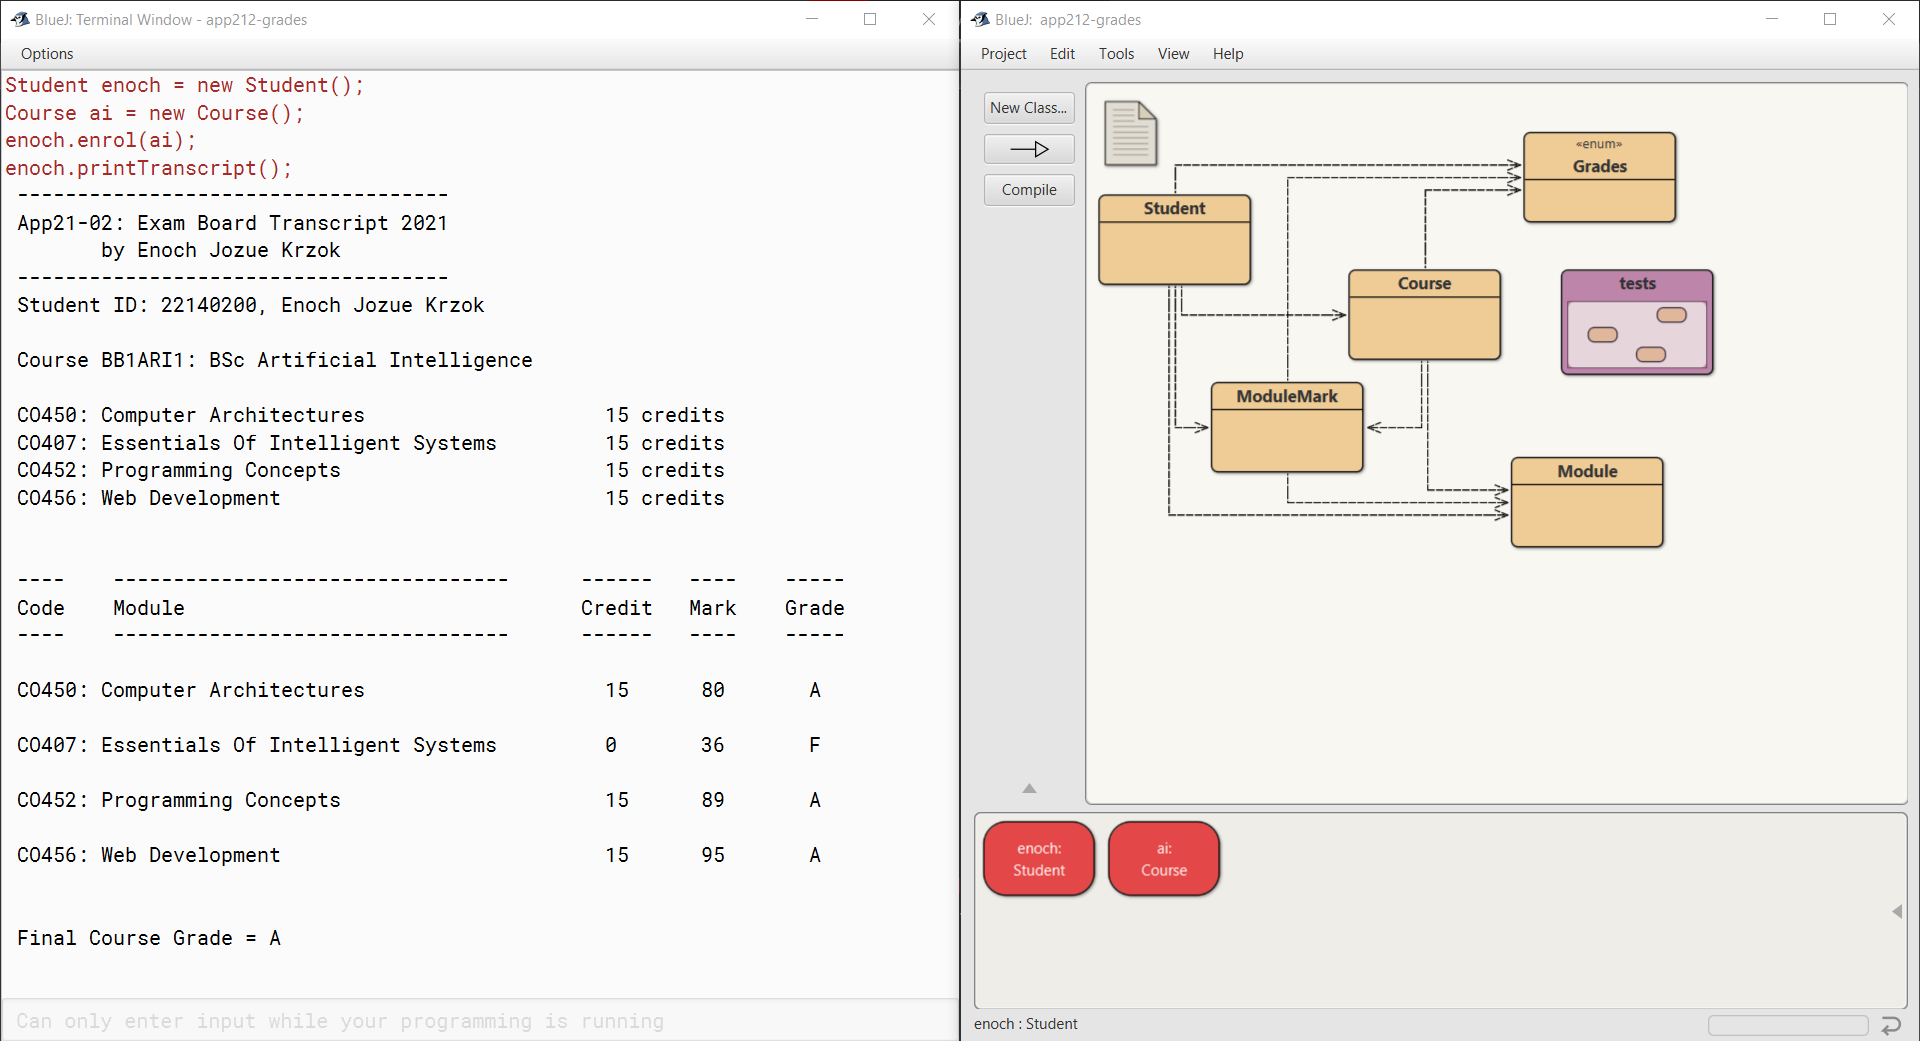 BlueJ: Terminal Window - app212-grades
Options
Student enoch = new Student();
Course ai = new Course();
enoch.enrol(ai);
enoch.printTranscript();
------------------------------------
App21-02: Exam Board Transcript 2021
by Enoch Jozue Krzok
------------------------------------
Student ID: 22140200, Enoch Jozue Krzok
Course BB1ARI1: BSc Artificial Intelligence
CO450: Computer Architectures 15 credits
CO407: Essentials Of Intelligent Systems 15 credits
CO452: Programming Concepts 15 credits
CO456: Web Development 15 credits
---- --------------------------------- ------ ---- -----
Code Module Credit Mark Grade
---- --------------------------------- ------ ---- -----
CO450: Computer Architectures 15 80 A
CO407: Essentials Of Intelligent Systems 0 36 F
CO452: Programming Concepts 15 89 A
CO456: Web Development 15 95 A
Final Course Grade = A
Can only enter input while your programming is running
BlueJ: app212-grades
Project Edit Tools View Help
New Class...
Compile
«enum»
Grades
Student
Course
tests
ModuleMark
Module
enoch:
Student
ai:
Course
enoch : Student